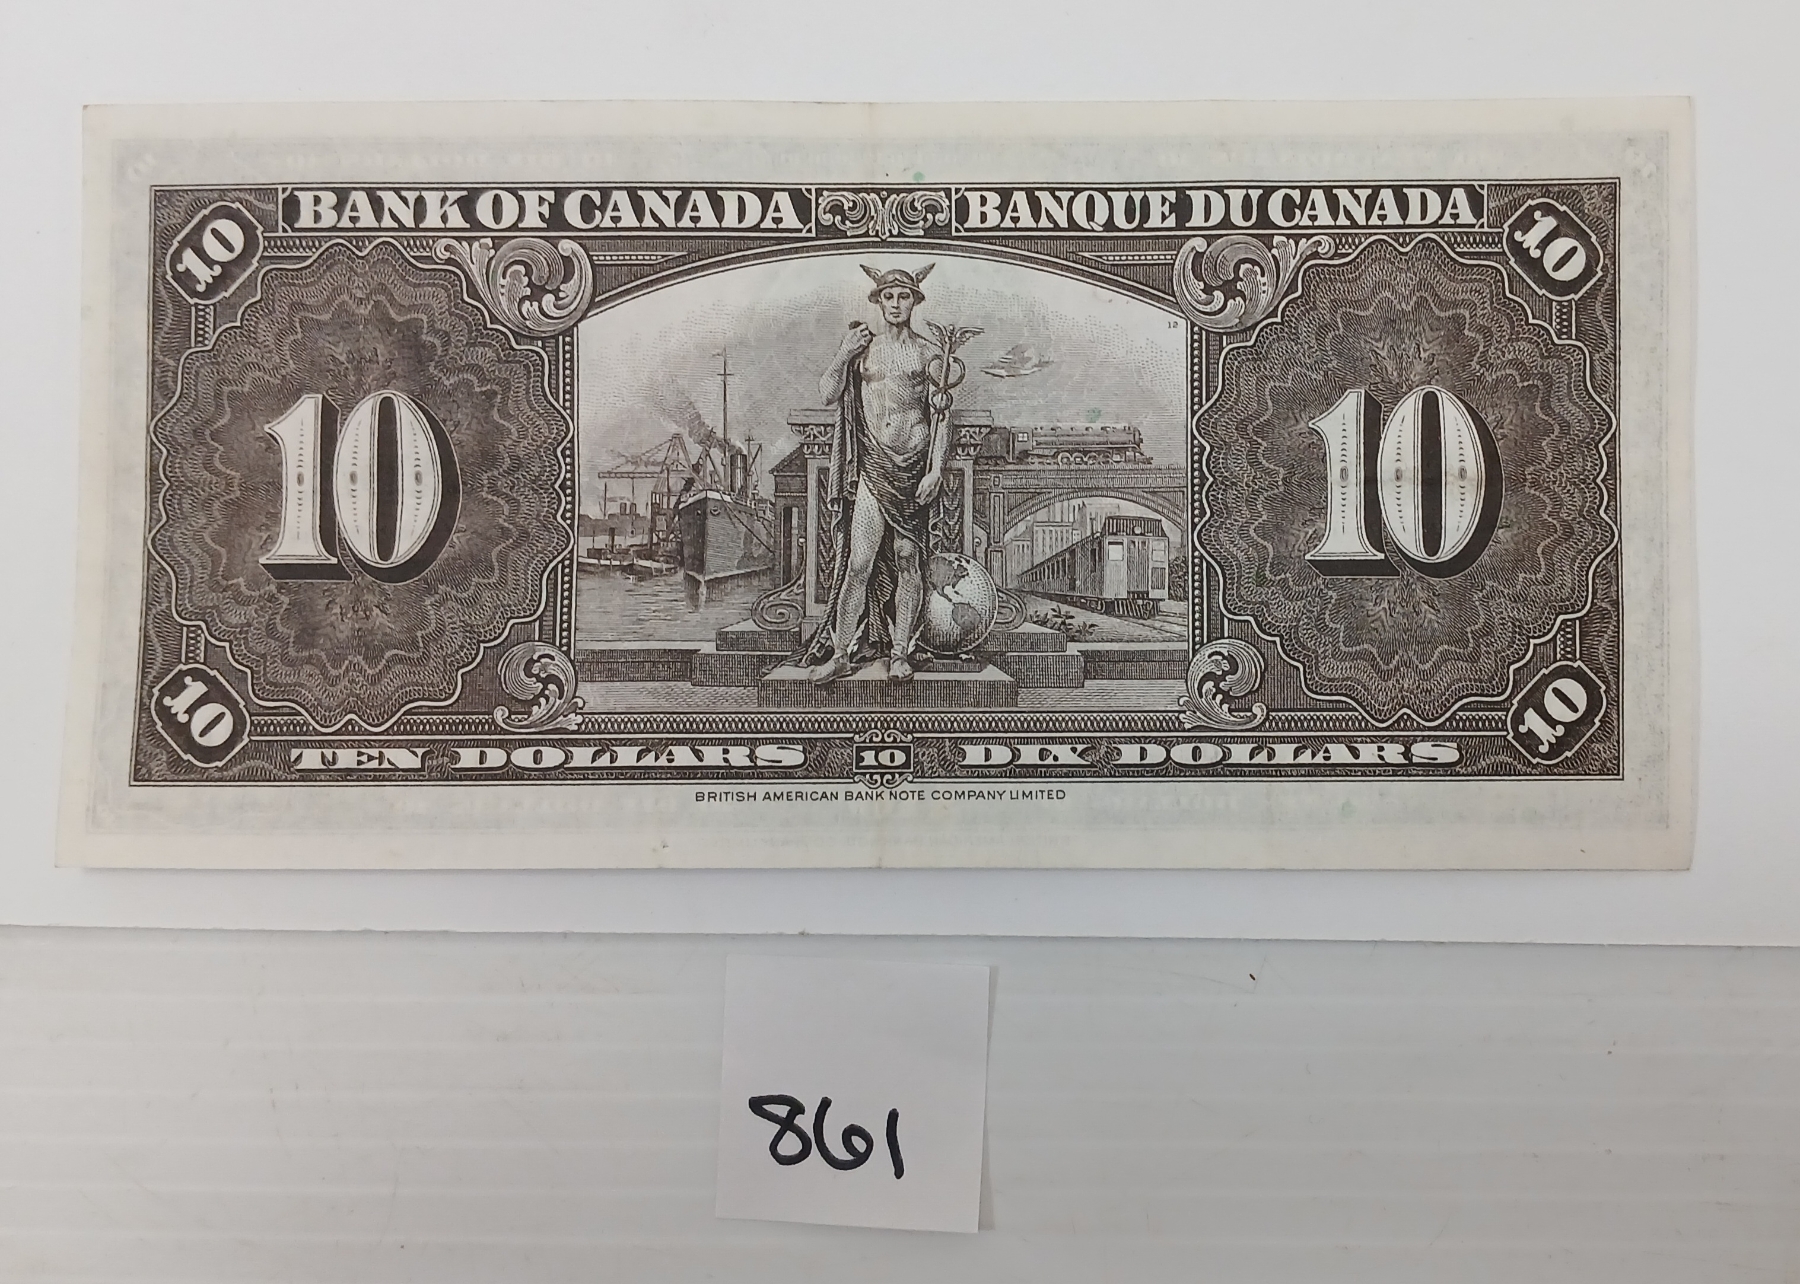 BANK OF CANADA BANQUE DU CANADA
10 10
12
10 10
10 10
TEN DOLLARS 10 DIX DOLLARS
BRITISH AMERICAN BANK NOTE COMPANY LIMITED
861